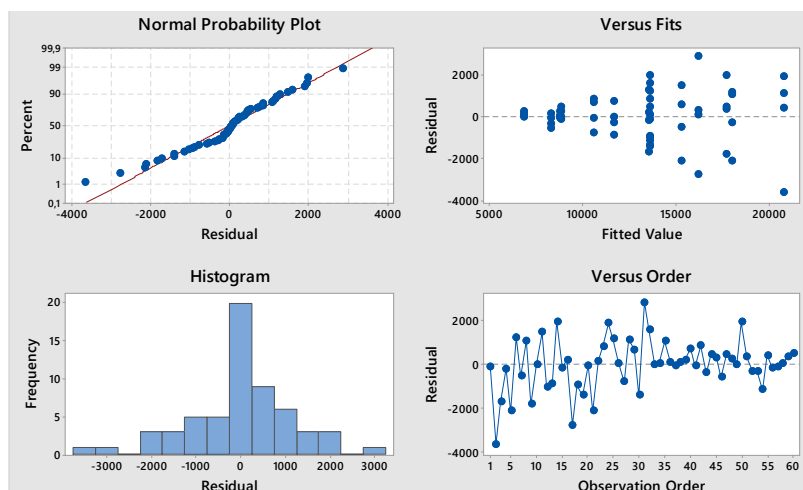 Normal Probability Plot
99,9
99
90
50
10
1
0,1
Percent
-4000 -2000 0 2000 4000
Residual
Versus Fits
2000
0
-2000
-4000
Residual
5000 10000 15000 20000
Fitted Value
Histogram
20
15
10
5
0
Frequency
-3000 -2000 -1000 0 1000 2000 3000
Residual
Versus Order
2000
0
-2000
-4000
Residual
1 5 10 15 20 25 30 35 40 45 50 55 60
Observation Order